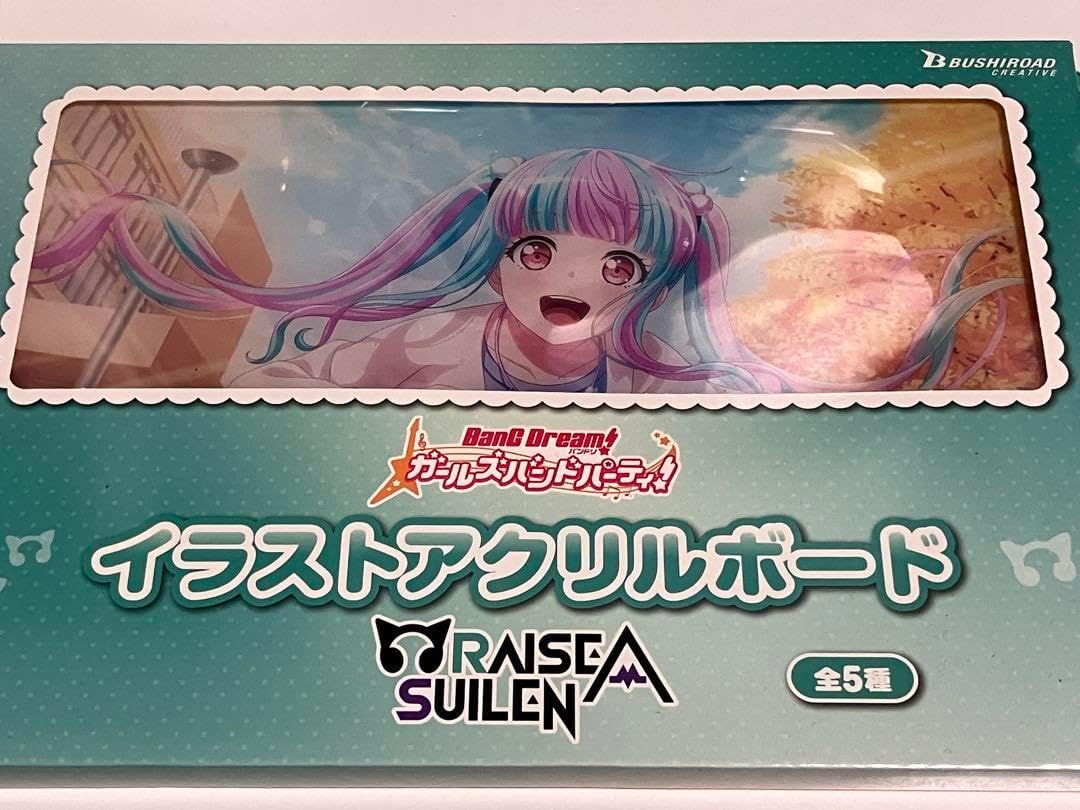 BUSHIROAD
CREATIVE
BanG Dream!
バンドリ
ガールズバンドパーティ!
イラストアクリルボード
RAISE A
SUILEN
全5種